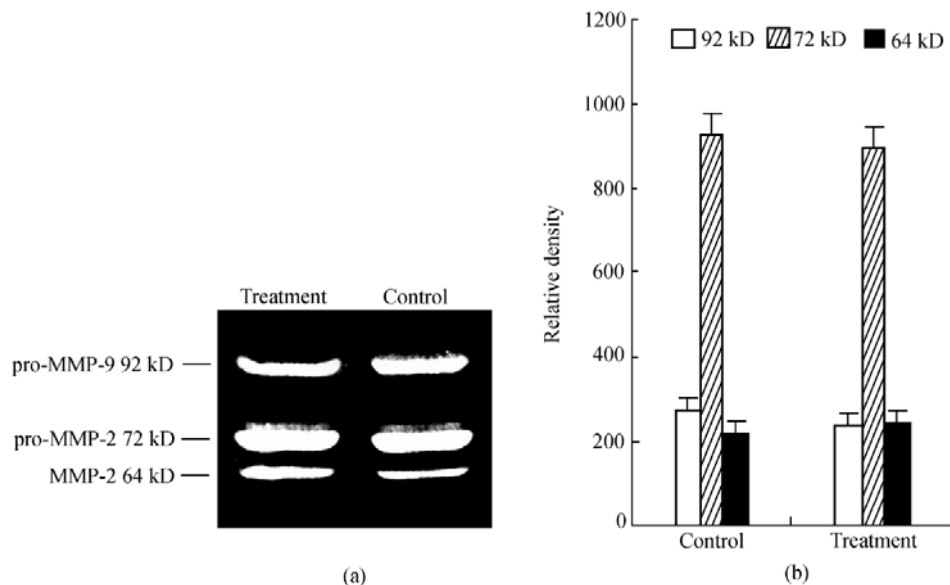 Treatment Control
pro-MMP-9 92 kD
pro-MMP-2 72 kD
MMP-2 64 kD
(a)
1200
1000
800
600
400
200
0
Relative density
92 kD 72 kD 64 kD
Control Treatment
(b)